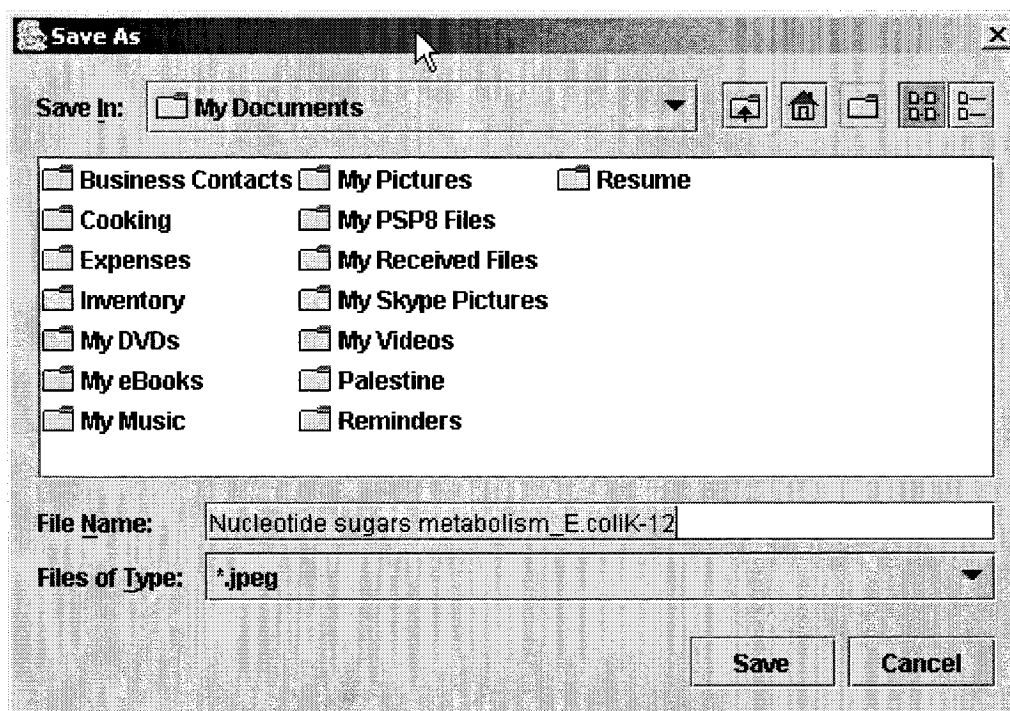 Save As
Save In: My Documents
Business Contacts My Pictures Resume
Cooking My PSP8 Files
Expenses My Received Files
Inventory My Skype Pictures
My DVDs My Videos
My eBooks Palestine
My Music Reminders
File Name: Nucleotide sugars metabolism_E.coliK-12
Files of Type: *.jpeg
Save Cancel